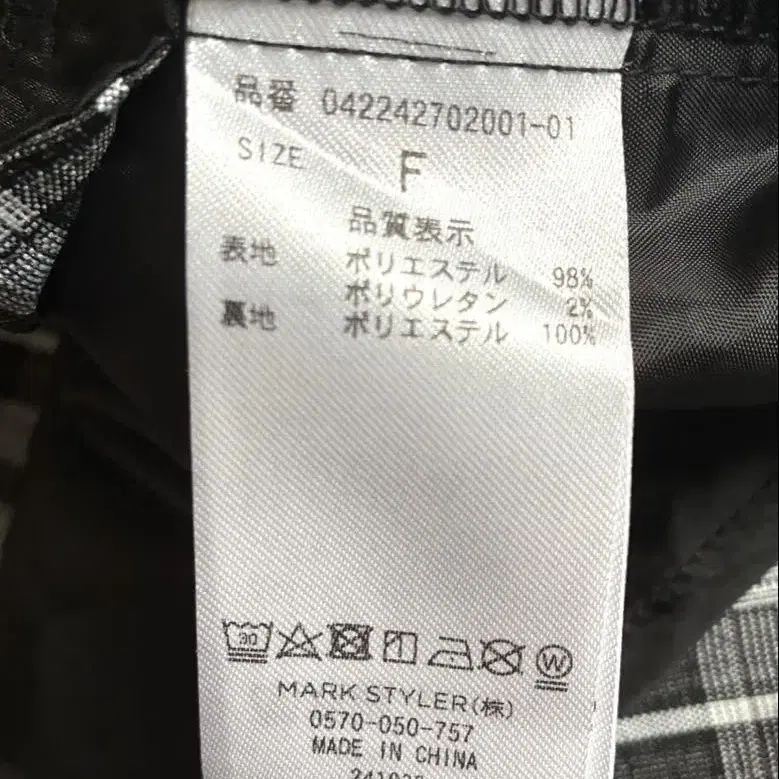 品番 042242702001-01
SIZE F
品質表示
表地 ポリエステル 98%
ポリウレタン 2%
裏地 ポリエステル 100%
30 W
MARK STYLER(株)
0570-050-757
MADE IN CHINA